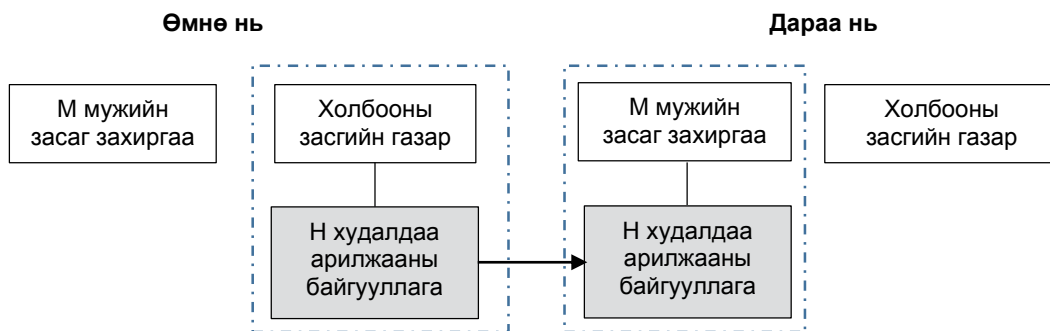 Өмнө нь
Дараа нь
М мужийн
засаг захиргаа
Холбооны
засгийн газар
М мужийн
засаг захиргаа
Холбооны
засгийн газар
Н худалдаа
арилжааны
байгууллага
Н худалдаа
арилжааны
байгууллага